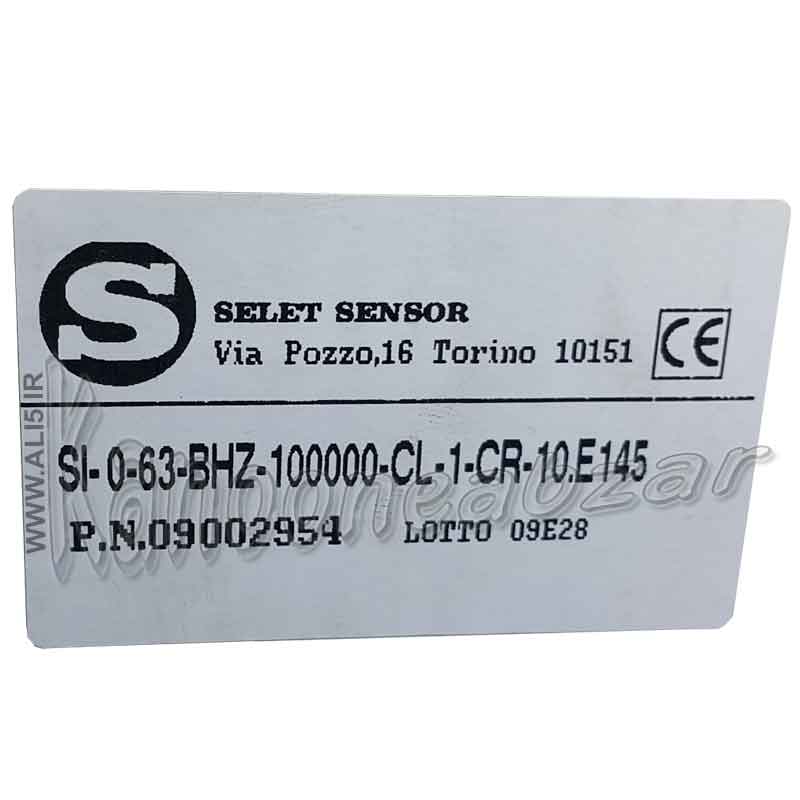 S
SELET SENSOR
Via Pozzo,16 Torino 10151
CE
SI-0-63-BHZ-100000-CL-1-CR-10.E145
P.N.09002954 LOTTO 09E28
WWW.ALI5.IR
Komponeabzar